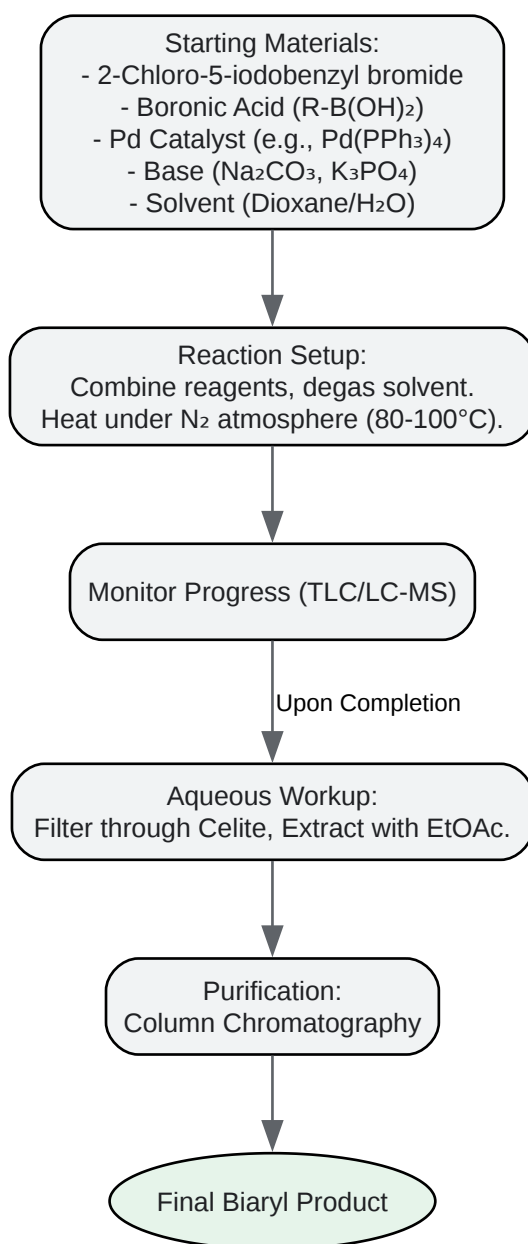 Starting Materials:
- 2-Chloro-5-iodobenzyl bromide
- Boronic Acid (R-B(OH)₂)
- Pd Catalyst (e.g., Pd(PPh₃)₄)
- Base (Na₂CO₃, K₃PO₄)
- Solvent (Dioxane/H₂O)
Reaction Setup:
Combine reagents, degas solvent.
Heat under N₂ atmosphere (80-100°C).
Monitor Progress (TLC/LC-MS)
Upon Completion
Aqueous Workup:
Filter through Celite, Extract with EtOAc.
Purification:
Column Chromatography
Final Biaryl Product